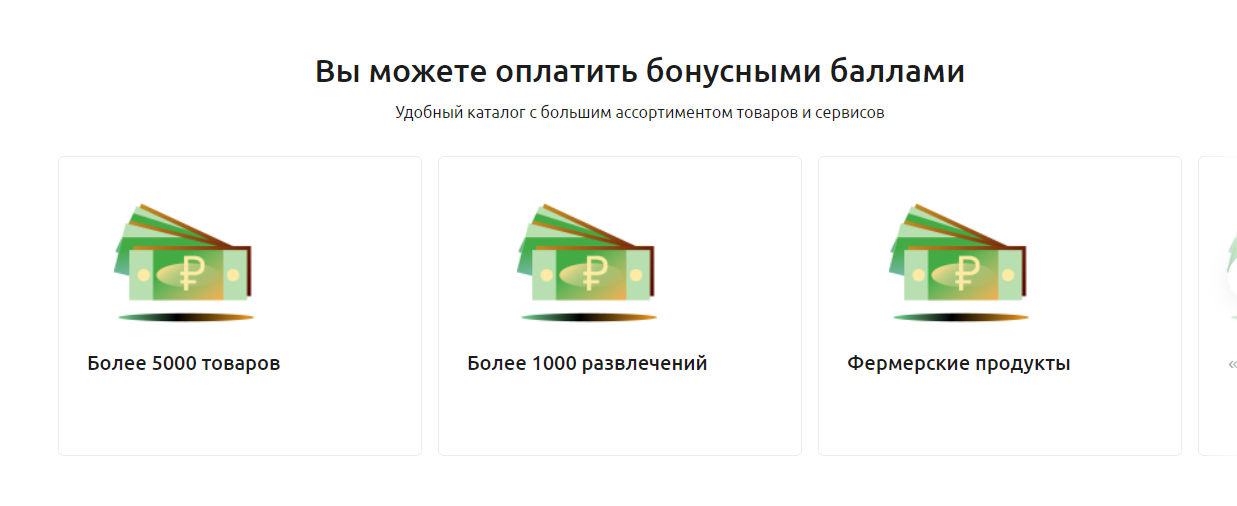 Вы можете оплатить бонусными баллами
Удобный каталог с большим ассортиментом товаров и сервисов
Более 5000 товаров
Более 1000 развлечений
Фермерские продукты
«